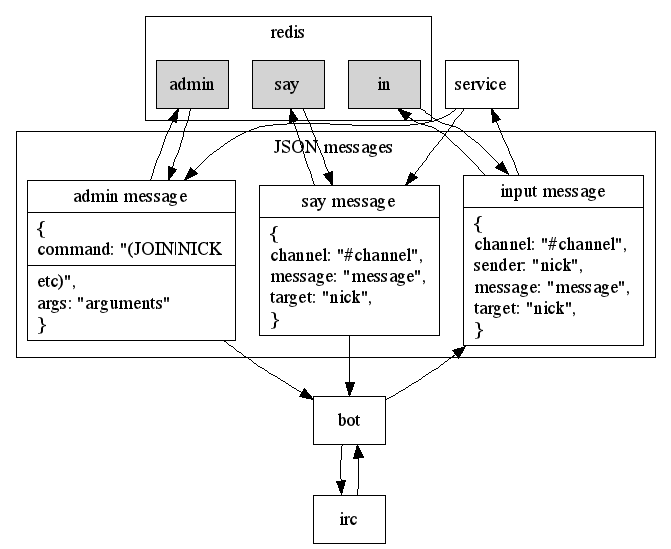 redis
admin
say
in
service
JSON messages
admin message
{
command: "(JOIN|NICK
etc)",
args: "arguments"
}
say message
{
channel: "#channel",
message: "message",
target: "nick",
}
input message
{
channel: "#channel",
sender: "nick",
message: "message",
target: "nick",
}
bot
irc